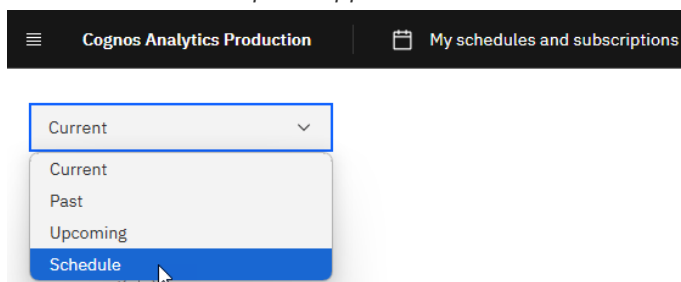 Cognos Analytics Production My schedules and subscriptions
Current
Current
Past
Upcoming
Schedule